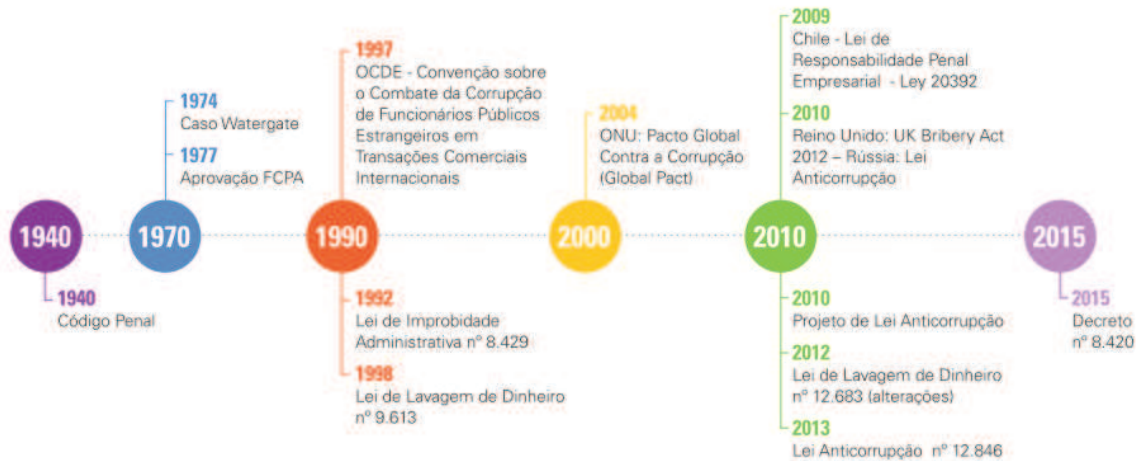 1940
1940
Código Penal
1974
Caso Watergate
1977
Aprovação FCPA
1970
1997
OCDE - Convenção sobre
o Combate da Corrupção
de Funcionários Públicos
Estrangeiros em
Transações Comerciais
Internacionais
1990
1992
Lei de Improbidade
Administrativa nº 8.429
1998
Lei de Lavagem de Dinheiro
nº 9.613
2004
ONU: Pacto Global
Contra a Corrupção
(Global Pact)
2000
2009
Chile - Lei de
Responsabilidade Penal
Empresarial - Ley 20392
2010
Reino Unido: UK Bribery Act
2012 – Rússia: Lei
Anticorrupção
2010
2010
Projeto de Lei Anticorrupção
2012
Lei de Lavagem de Dinheiro
nº 12.683 (alterações)
2013
Lei Anticorrupção nº 12.846
2015
2015
Decreto
nº 8.420